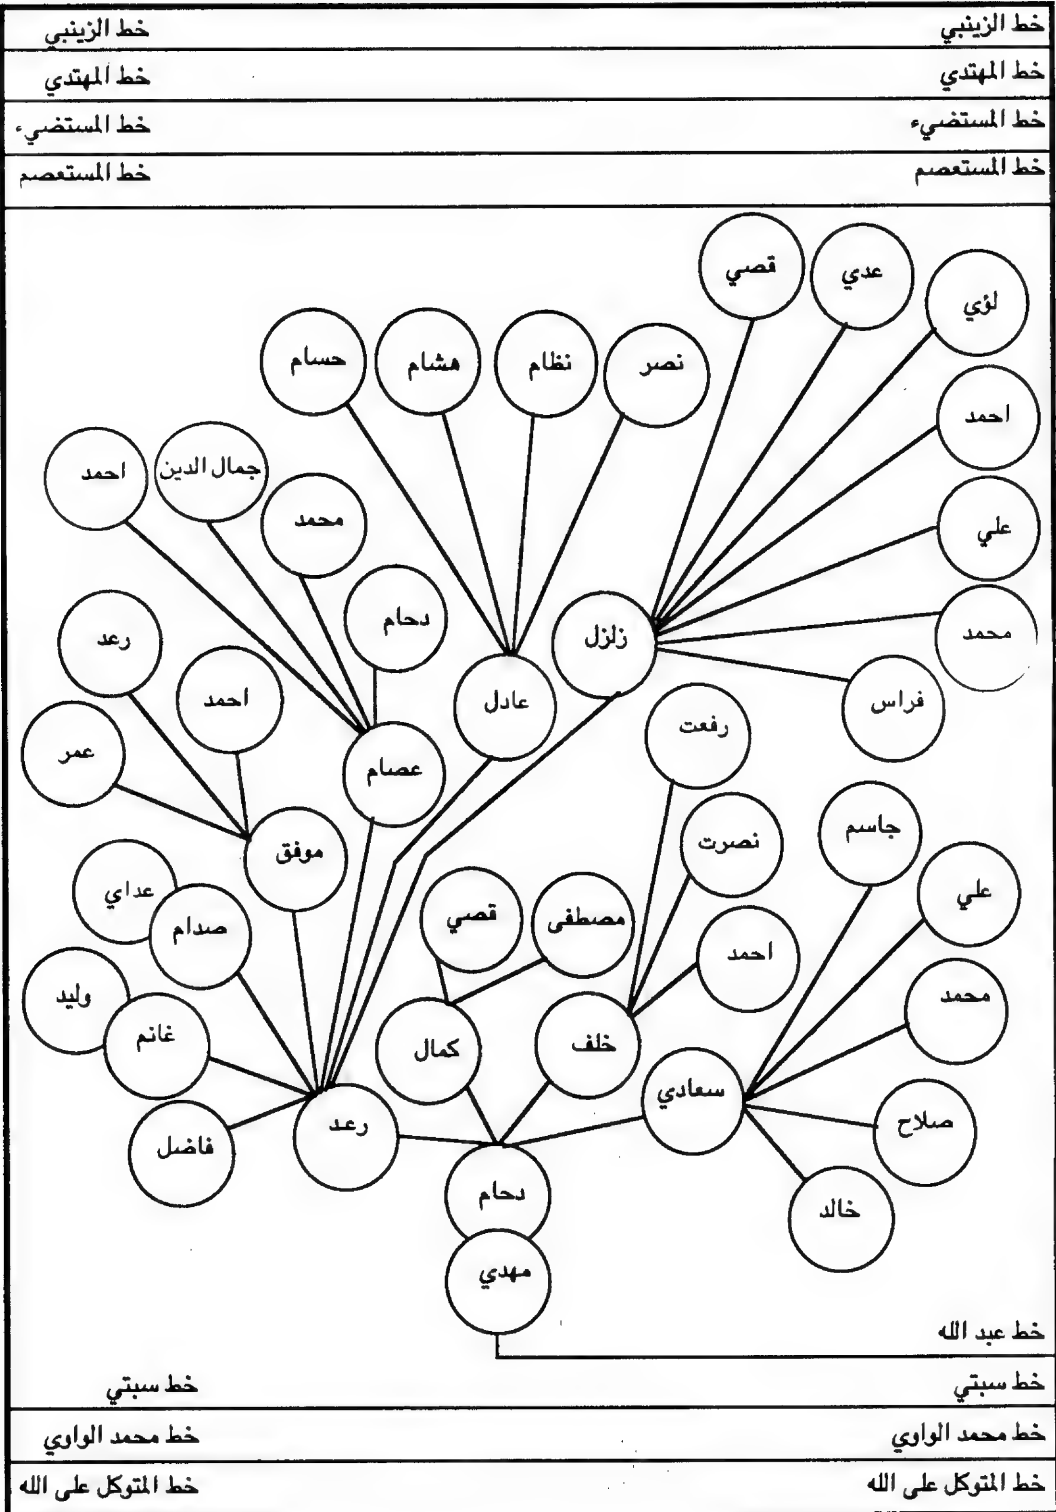 خط الزينبي خط الزينبي
خط المهتدي خط المهتدي
خط المستضيء خط المستضيء
خط المستعصم خط المستعصم
قصي
عدي
لؤي
حسام
هشام
نظام
نصر
احمد
احمد
جمال الدين
محمد
علي
دحام
زلزل
محمد
رعد
احمد
عادل
فراس
رفعت
عمر
عصام
موفق
نصرت
جاسم
عداي
صدام
قصي
مصطفى
احمد
علي
وليد
غانم
كمال
خلف
محمد
سعادي
فاضل
رعد
صلاح
دحام
خالد
مهدي
خط عبد الله
خط سبتي خط سبتي
خط محمد الواوي خط محمد الواوي
خط المتوكل على الله خط المتوكل على الله